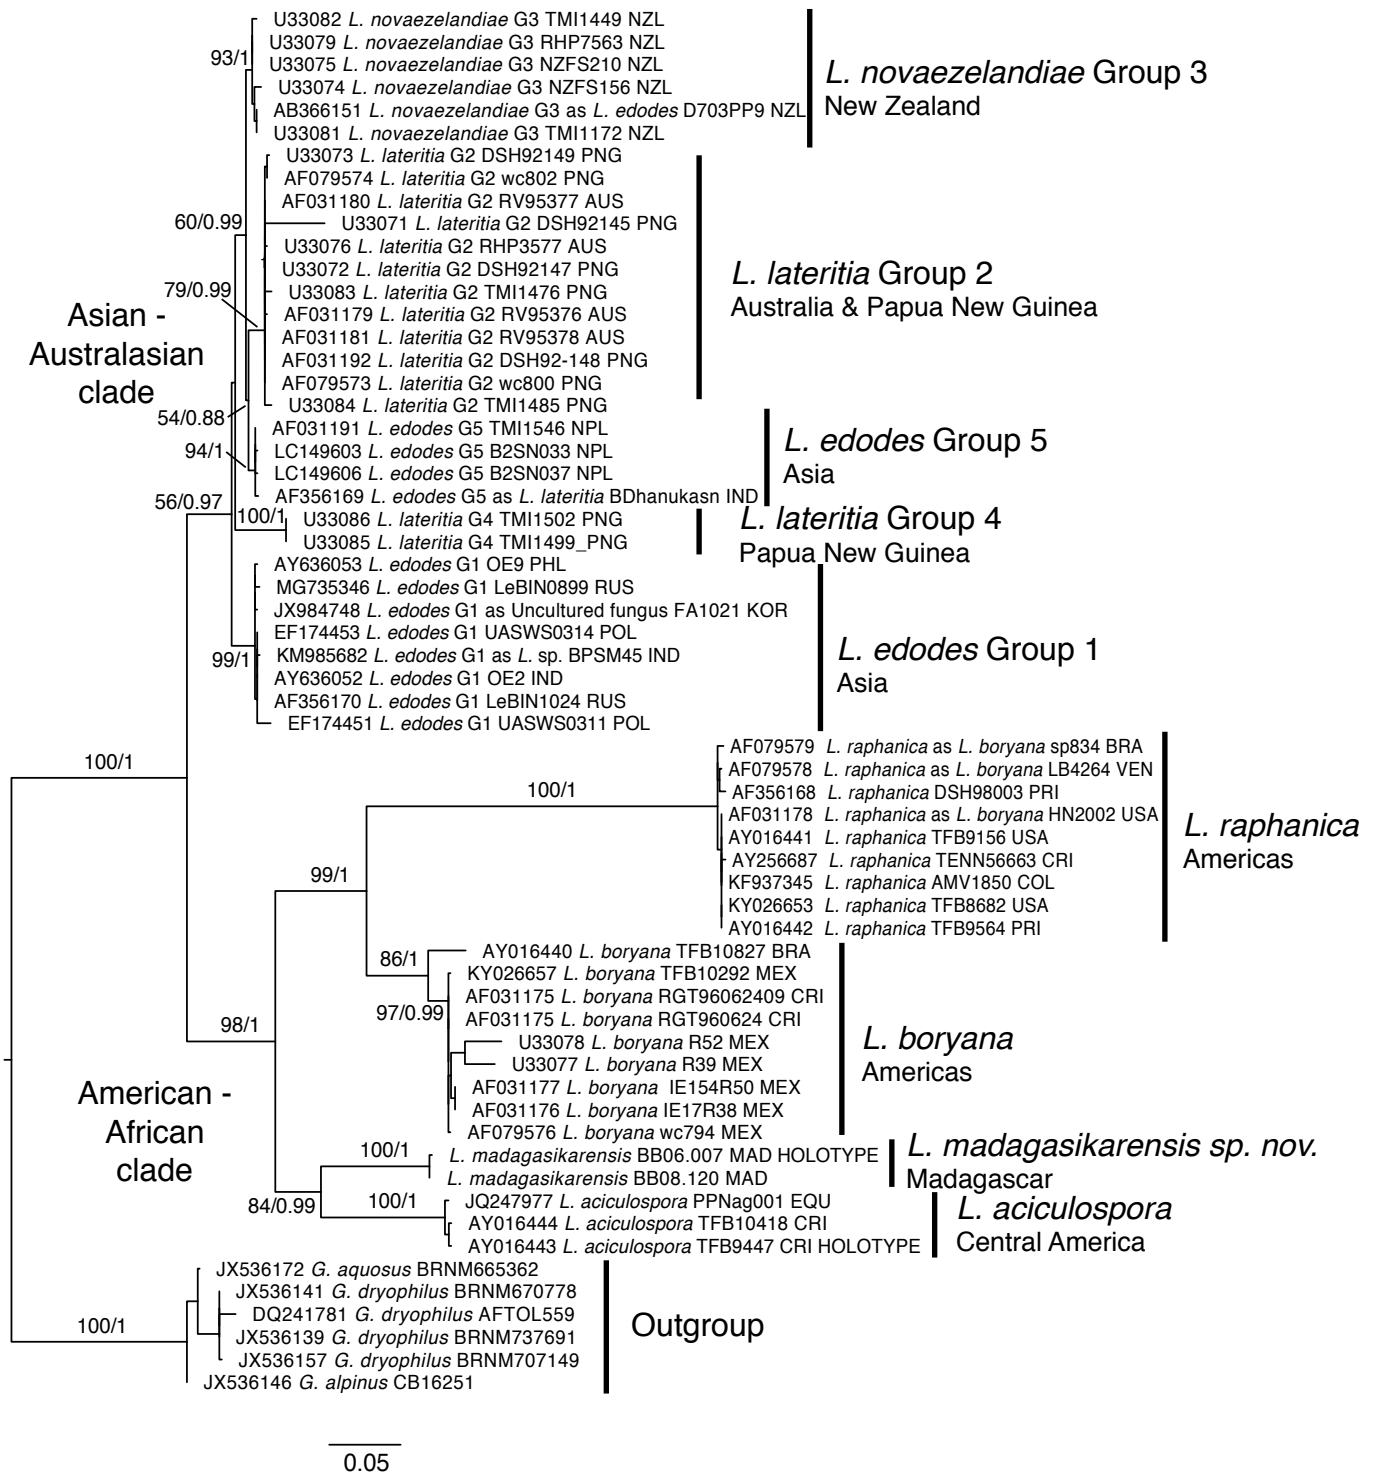 U33082 L. novaezelandiae G3 TMI1449 NZL
U33079 L. novaezelandiae G3 RHP7563 NZL
93/1
U33075 L. novaezelandiae G3 NZFS210 NZL
L. novaezelandiae Group 3
U33074 L. novaezelandiae G3 NZFS156 NZL
New Zealand
AB366151 L. novaezelandiae G3 as L. edodes D703PP9 NZL
U33081 L. novaezelandiae G3 TMI1172 NZL
U33073 L. lateritia G2 DSH92149 PNG
AF079574 L. lateritia G2 wc802 PNG
AF031180 L. lateritia G2 RV95377 AUS
60/0.99
U33071 L. lateritia G2 DSH92145 PNG
U33076 L. lateritia G2 RHP3577 AUS
U33072 L. lateritia G2 DSH92147 PNG
L. lateritia Group 2
Australia & Papua New Guinea
79/0.99
U33083 L. lateritia G2 TMI1476 PNG
AF031179 L. lateritia G2 RV95376 AUS
Asian -
Australasian
clade
AF031181 L. lateritia G2 RV95378 AUS
AF031192 L. lateritia G2 DSH92-148 PNG
AF079573 L. lateritia G2 wc800 PNG
U33084 L. lateritia G2 TMI1485 PNG
54/0.88
AF031191 L. edodes G5 TMI1546 NPL
94/1
LC149603 L. edodes G5 B2SN033 NPL
L. edodes Group 5
Asia
LC149606 L. edodes G5 B2SN037 NPL
AF356169 L. edodes G5 as L. lateritia BDhanukasn IND
56/0.97
100/1
U33086 L. lateritia G4 TMI1502 PNG
L. lateritia Group 4
U33085 L. lateritia G4 TMI1499_PNG
Papua New Guinea
AY636053 L. edodes G1 OE9 PHL
MG735346 L. edodes G1 LeBIN0899 RUS
JX984748 L. edodes G1 as Uncultured fungus FA1021 KOR
EF174453 L. edodes G1 UASWS0314 POL
99/1
KM985682 L. edodes G1 as L. sp. BPSM45 IND
L. edodes Group 1
Asia
AY636052 L. edodes G1 OE2 IND
AF356170 L. edodes G1 LeBIN1024 RUS
EF174451 L. edodes G1 UASWS0311 POL
100/1
AF079579 L. raphanica as L. boryana sp834 BRA
AF079578 L. raphanica as L. boryana LB4264 VEN
100/1
AF356168 L. raphanica DSH98003 PRI
AF031178 L. raphanica as L. boryana HN2002 USA
AY016441 L. raphanica TFB9156 USA
L. raphanica
Americas
AY256687 L. raphanica TENN56663 CRI
99/1
KF937345 L. raphanica AMV1850 COL
KY026653 L. raphanica TFB8682 USA
AY016442 L. raphanica TFB9564 PRI
86/1
AY016440 L. boryana TFB10827 BRA
KY026657 L. boryana TFB10292 MEX
AF031175 L. boryana RGT96062409 CRI
97/0.99
AF031175 L. boryana RGT960624 CRI
98/1
U33078 L. boryana R52 MEX
L. boryana
Americas
U33077 L. boryana R39 MEX
AF031177 L. boryana IE154R50 MEX
American -
African
clade
AF031176 L. boryana IE17R38 MEX
AF079576 L. boryana wc794 MEX
100/1
L. madagasikarensis BB06.007 MAD HOLOTYPE
L. madagasikarensis sp. nov.
L. madagasikarensis BB08.120 MAD
Madagascar
84/0.99
100/1
JQ247977 L. aciculospora PPNag001 EQU
L. aciculospora
AY016444 L. aciculospora TFB10418 CRI
AY016443 L. aciculospora TFB9447 CRI HOLOTYPE
Central America
JX536172 G. aquosus BRNM665362
JX536141 G. dryophilus BRNM670778
DQ241781 G. dryophilus AFTOL559
100/1
JX536139 G. dryophilus BRNM737691
Outgroup
JX536157 G. dryophilus BRNM707149
JX536146 G. alpinus CB16251
0.05